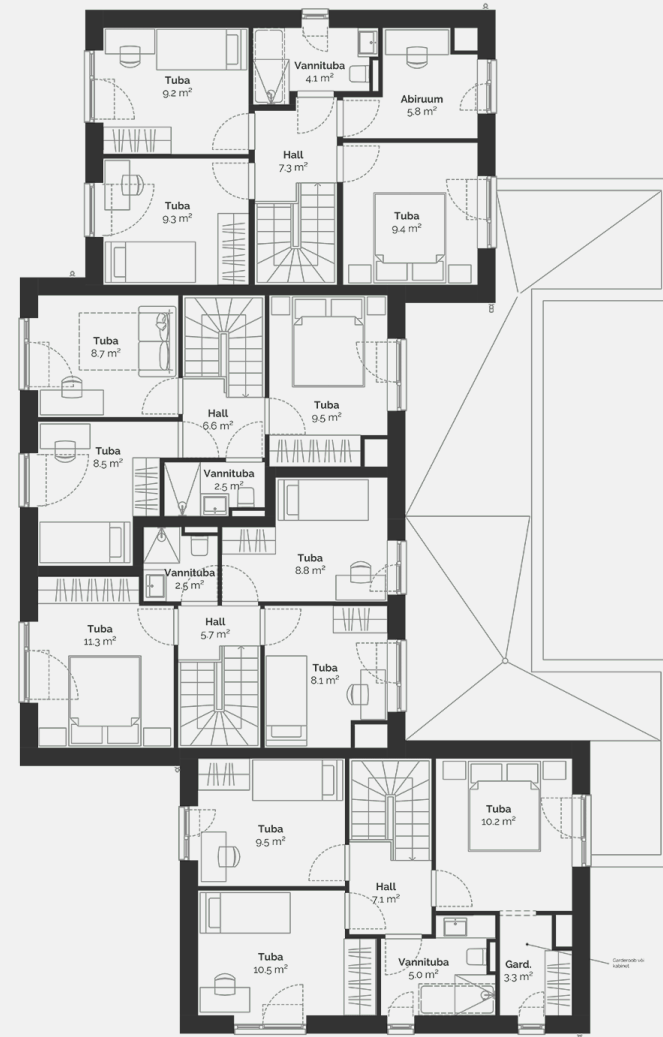 Tuba
9.2 m²
Vannituba
4.1 m²
Abiruum
5.8 m²
Hall
7.3 m²
Tuba
9.3 m²
Tuba
9.4 m²
Tuba
8.7 m²
Hall
6.6 m²
Tuba
9.5 m²
Tuba
8.5 m²
Vannituba
2.5 m²
Tuba
8.8 m²
Vannituba
2.5 m²
Tuba
11.3 m²
Hall
5.7 m²
Tuba
8.1 m²
Tuba
9.5 m²
Tuba
10.2 m²
Hall
7.1 m²
Tuba
10.5 m²
Vannituba
5.0 m²
Gard.
3.3 m²
Garderoob või
kabinet